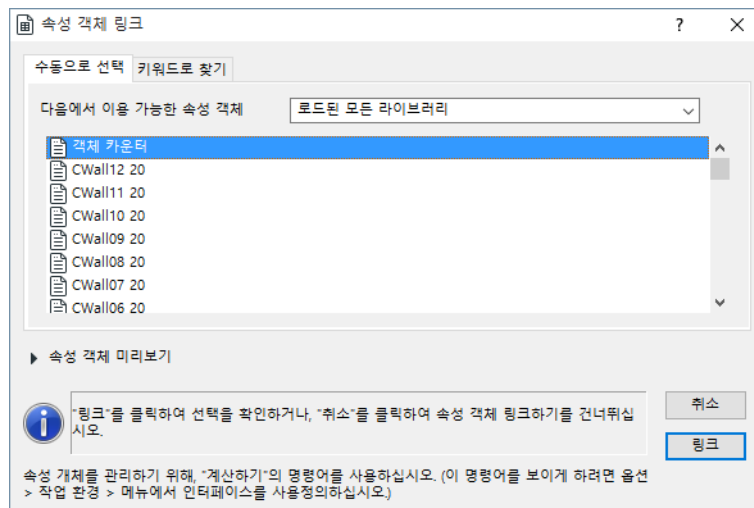 속성 객체 링크
?
수동으로 선택
키워드로 찾기
다음에서 이용 가능한 속성 객체
로드된 모든 라이브러리
객체 카운터
CWall12 20
CWall11 20
CWall10 20
CWall09 20
CWall08 20
CWall07 20
CWall06 20
속성 객체 미리보기
"링크"를 클릭하여 선택을 확인하거나, "취소"를 클릭하여 속성 객체 링크하기를 건너뛰십
시오.
취소
링크
속성 개체를 관리하기 위해, "계산하기"의 명령어를 사용하십시오. (이 명령어를 보이게 하려면 옵션
> 작업 환경 > 메뉴에서 인터페이스를 사용정의하십시오.)